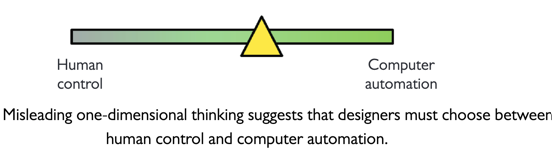 Human Computer
control automation
Misleading one-dimensional thinking suggests that designers must choose between
human control and computer automation.